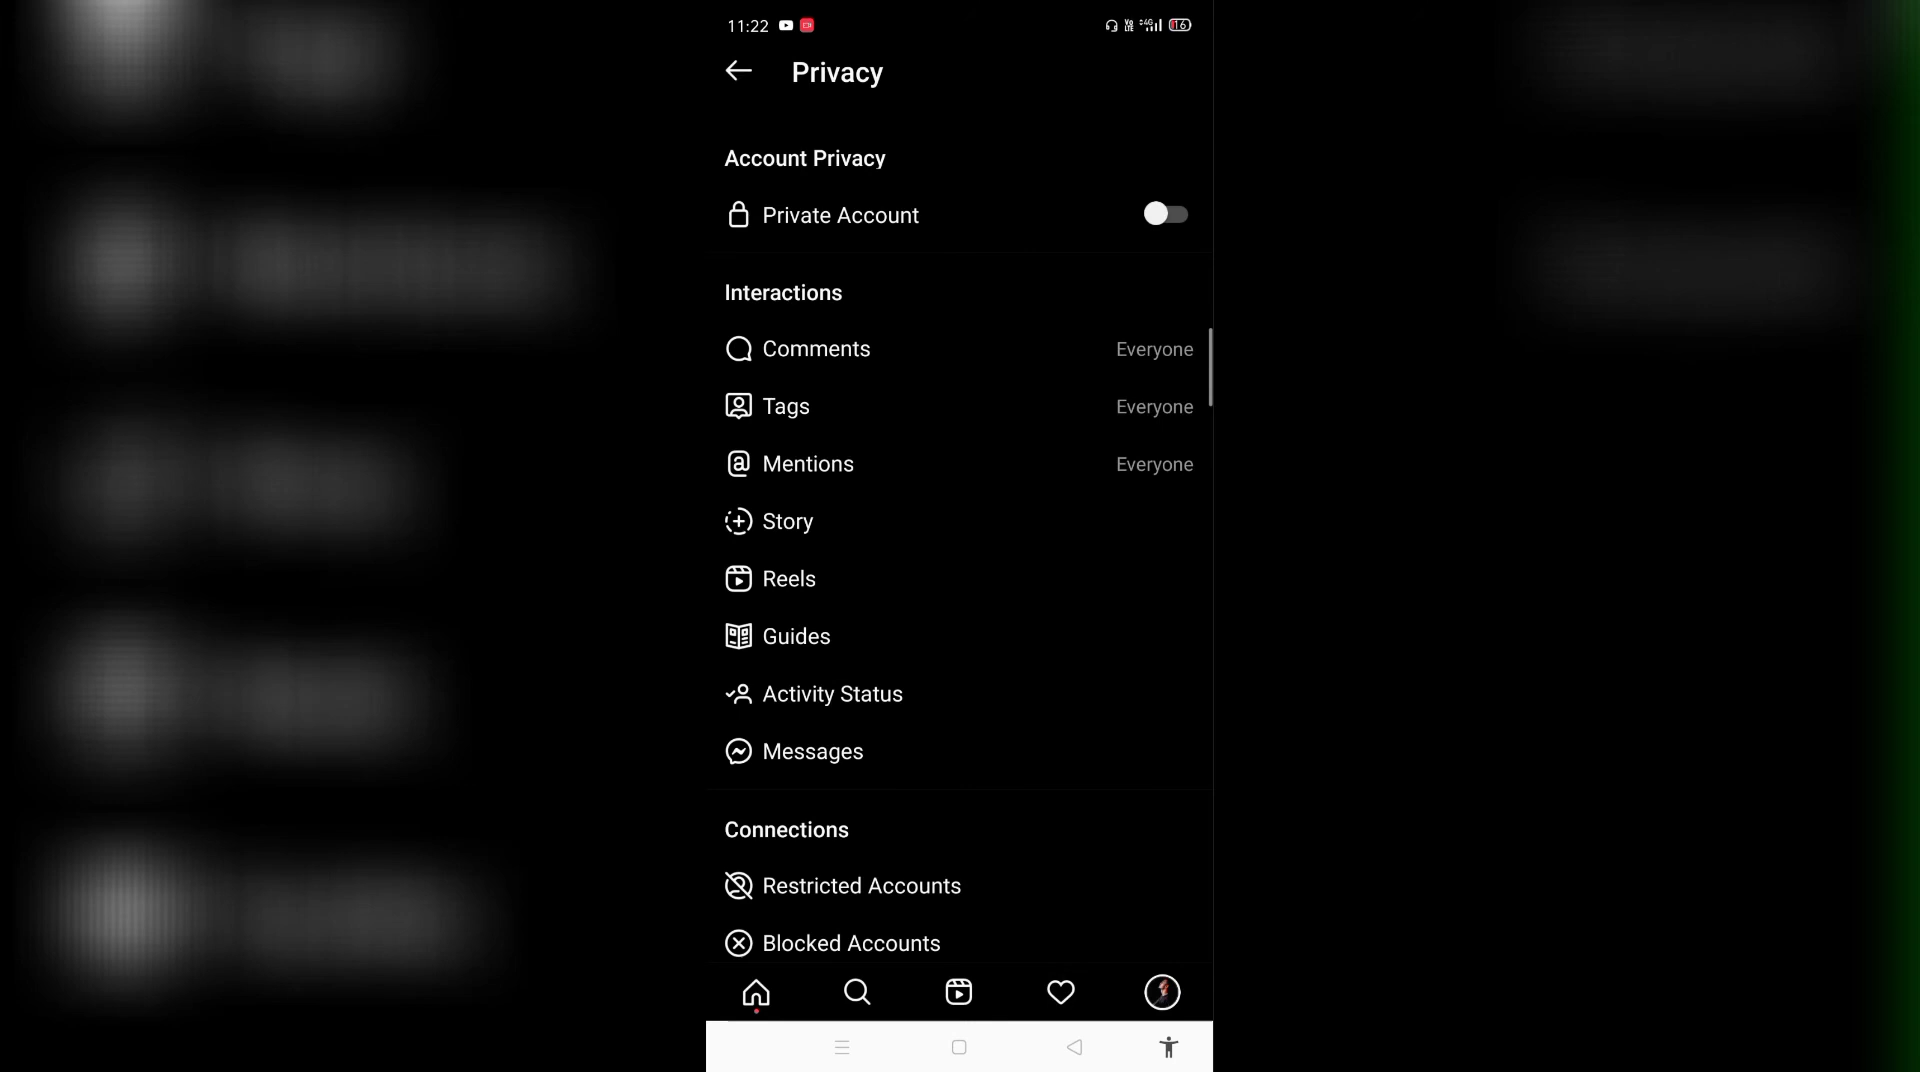 11:22
16
Privacy
Account Privacy
Private Account
Interactions
Comments Everyone
Tags Everyone
Mentions Everyone
Story
Reels
Guides
Activity Status
Messages
Connections
Restricted Accounts
Blocked Accounts